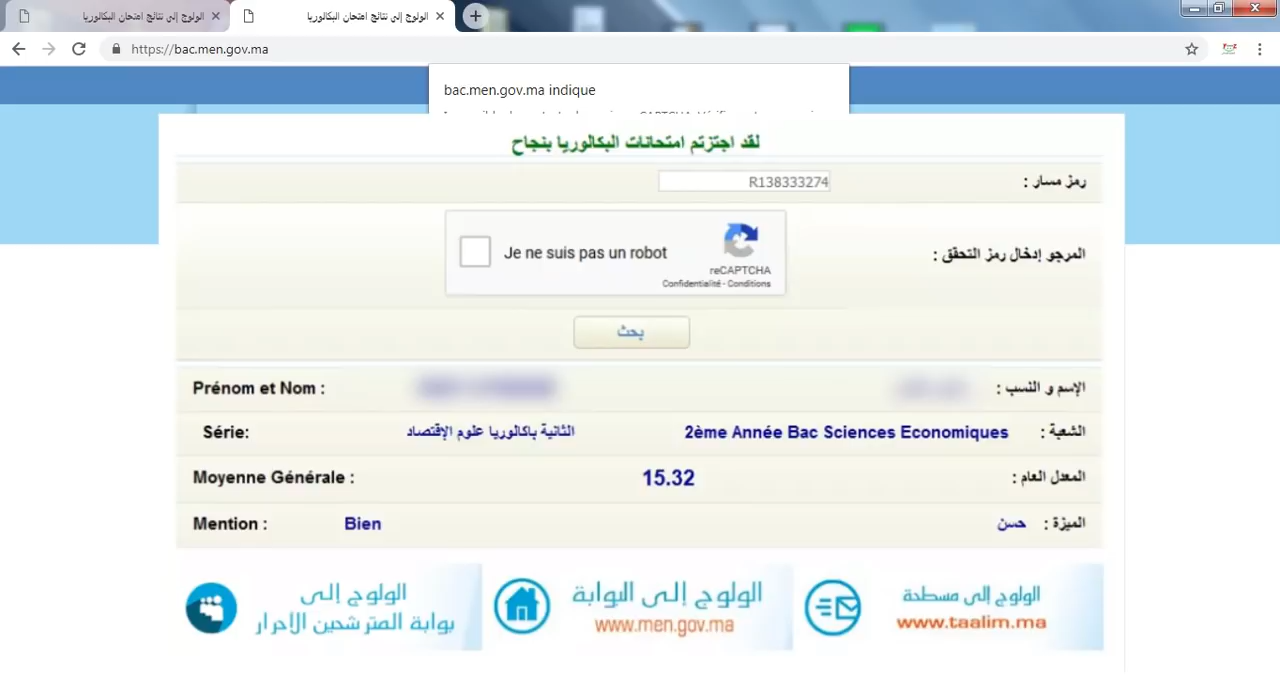 الولوج إلى نتائج امتحان البكالوريا
الولوج إلى نتائج امتحان البكالوريا
https://bac.men.gov.ma
bac.men.gov.ma indique
لقد اجتزتم امتحانات البكالوريا بنجاح
رمز مسار : R138333274
المرجو إدخال رمز التحقق :
Je ne suis pas un robot
reCAPTCHA
Confidentialité - Conditions
بحث
Prénom et Nom : الإسم و النسب :
Série: الثانية باكالوريا علوم الإقتصاد 2ème Année Bac Sciences Economiques الشعبة :
Moyenne Générale : 15.32 المعدل العام :
Mention : Bien حسن الميزة :
الولوج إلى بوابة المترشحين الأحرار
الولوج إلى البوابة
www.men.gov.ma
الولوج إلى مسطحة
www.taalim.ma